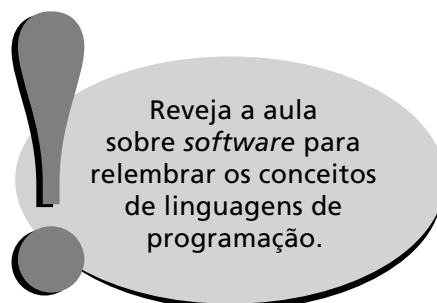 Reveja a aula
sobre software para
relembrar os conceitos
de linguagens de
programação.